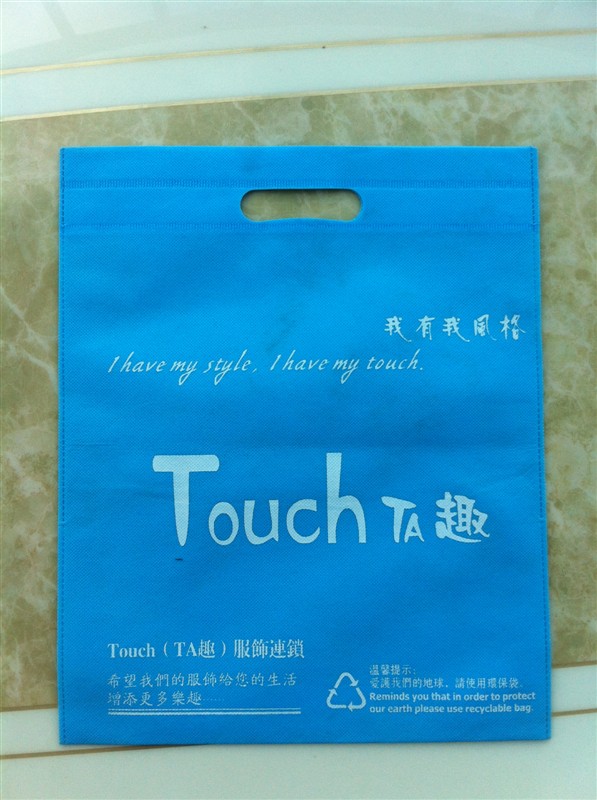 我有我風格
I have my style, I have my touch.
Touch TA趣
Touch（TA趣）服飾連鎖
希望我們的服飾給您的生活
增添更多樂趣……
溫馨提示:
愛護我們的地球，請使用環保袋。
Reminds you that in order to protect
our earth please use recyclable bag.